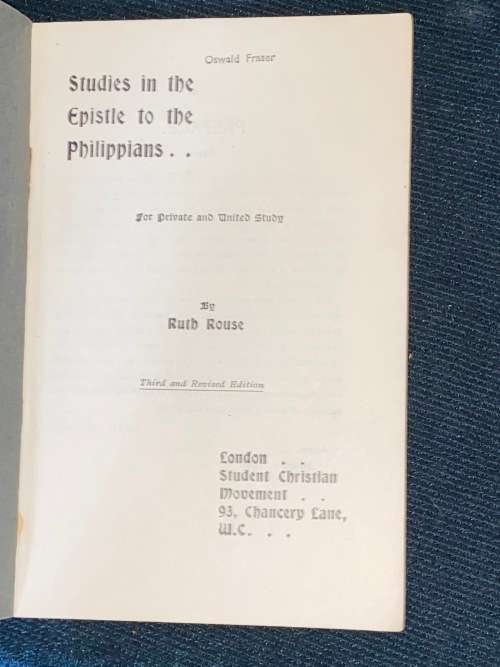 Oswald Fraser
Studies in the
Epistle to the
Philippians . .
For Private and United Study
By
Ruth Rouse
Third and Revised Edition
London . .
Student Christian
Movement . .
93, Chancery Lane,
W.C. . .